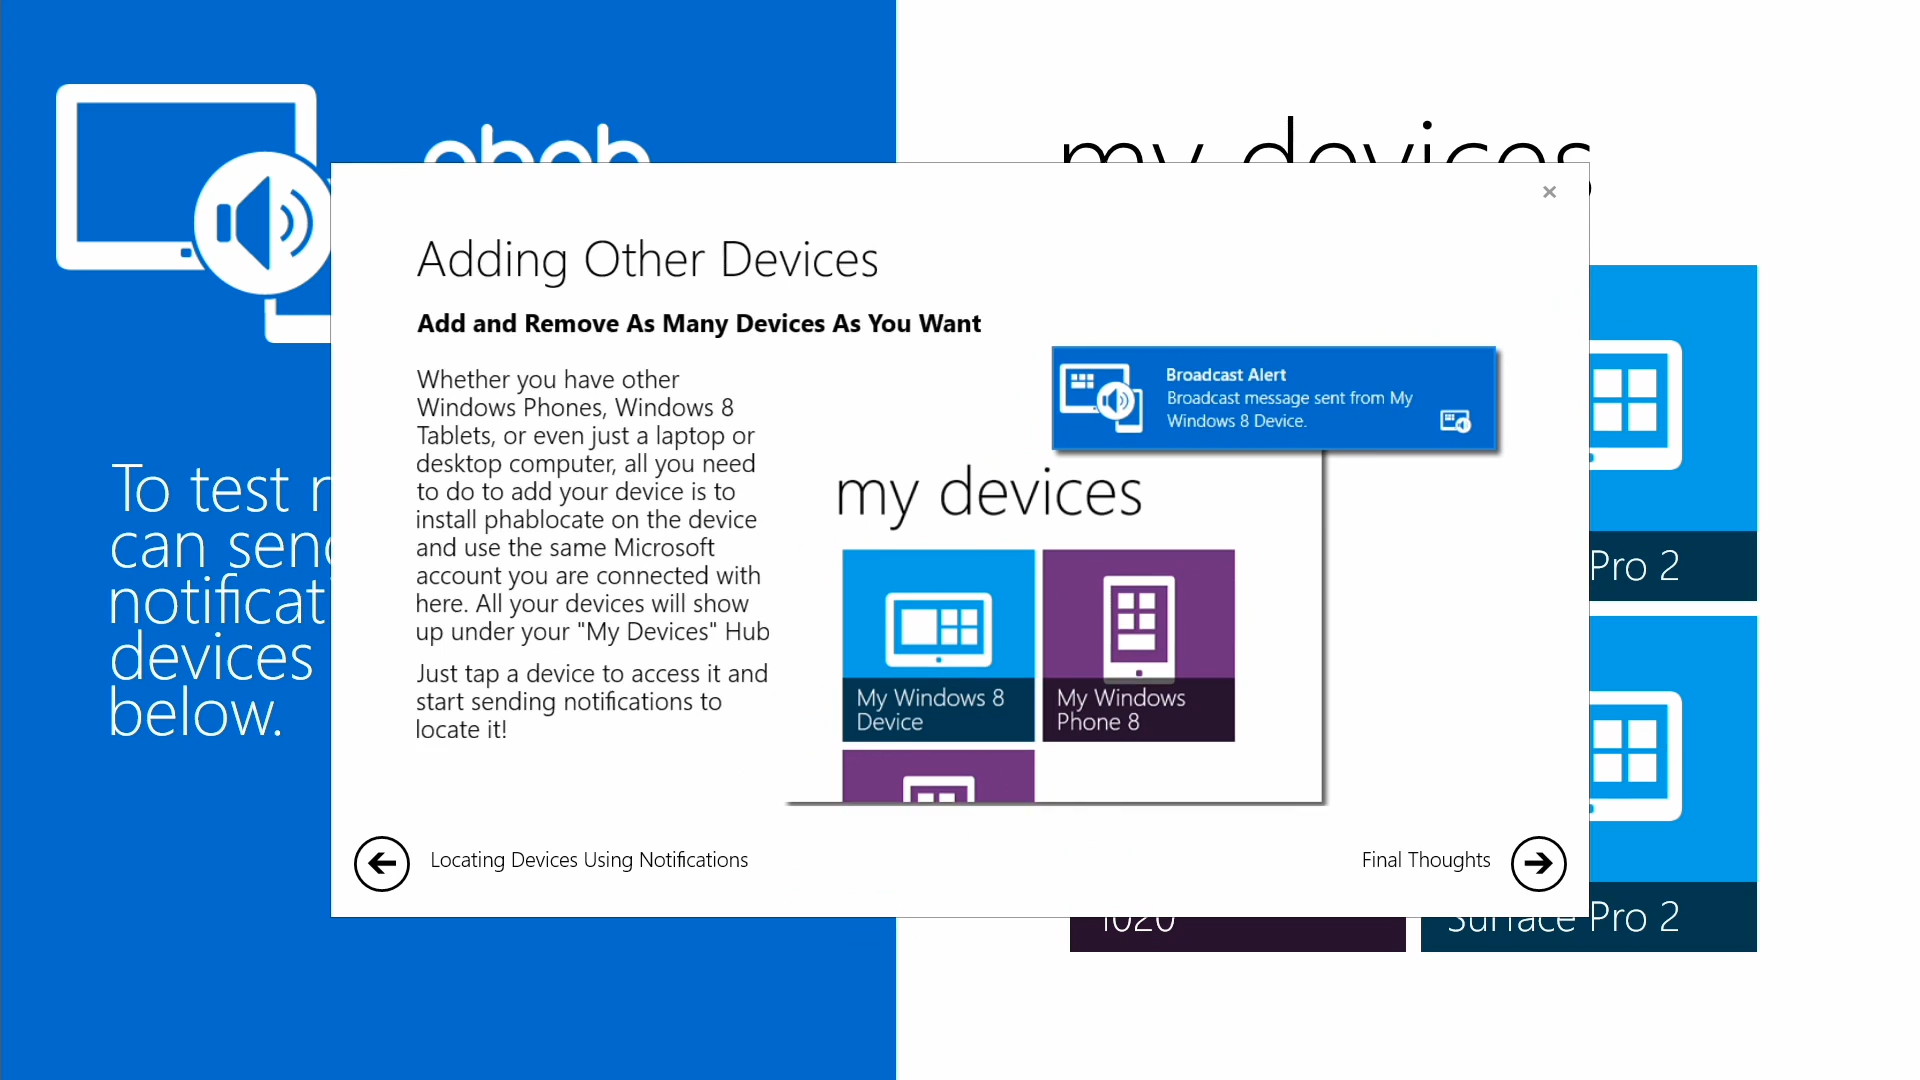 my devices
To test
can
notificat
devices
below.
Adding Other Devices
Add and Remove As Many Devices As You Want
Whether you have other
Windows Phones, Windows 8
Tablets, or even just a laptop or
desktop computer, all you need
to do to add your device is to
install phablocate on the device
and use the same Microsoft
account you are connected with
here. All your devices will show
up under your "My Devices" Hub
Just tap a device to access it and
start sending notifications to
locate it!
Broadcast Alert
Broadcast message sent from My
Windows 8 Device.
my devices
My Windows 8
Device
My Windows
Phone 8
Locating Devices Using Notifications
Final Thoughts
Pro 2
1020
Surface Pro 2